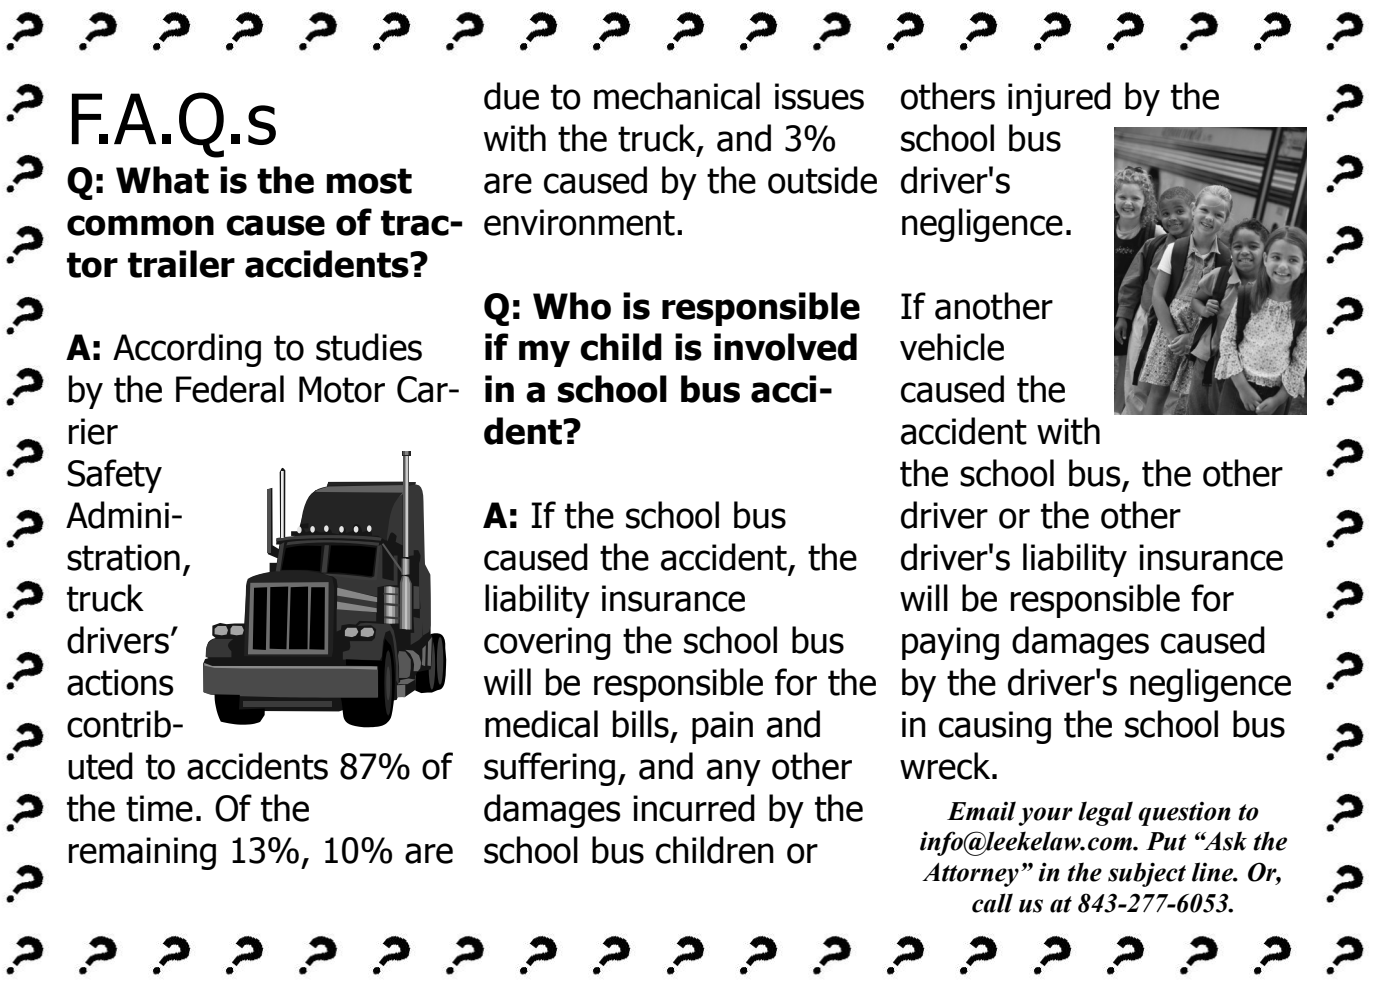 F.A.Q.s
Q: What is the most
common cause of trac-
tor trailer accidents?
A: According to studies
by the Federal Motor Car-
rier
Safety
Admini-
stration,
truck
drivers’
actions
contrib-
uted to accidents 87% of
the time. Of the
remaining 13%, 10% are
due to mechanical issues
with the truck, and 3%
are caused by the outside
environment.
Q: Who is responsible
if my child is involved
in a school bus acci-
dent?
A: If the school bus
caused the accident, the
liability insurance
covering the school bus
will be responsible for the
medical bills, pain and
suffering, and any other
damages incurred by the
school bus children or
others injured by the
school bus
driver's
negligence.
If another
vehicle
caused the
accident with
the school bus, the other
driver or the other
driver's liability insurance
will be responsible for
paying damages caused
by the driver's negligence
in causing the school bus
wreck.
Email your legal question to
info@leekelaw.com. Put “Ask the
Attorney” in the subject line. Or,
call us at 843-277-6053.